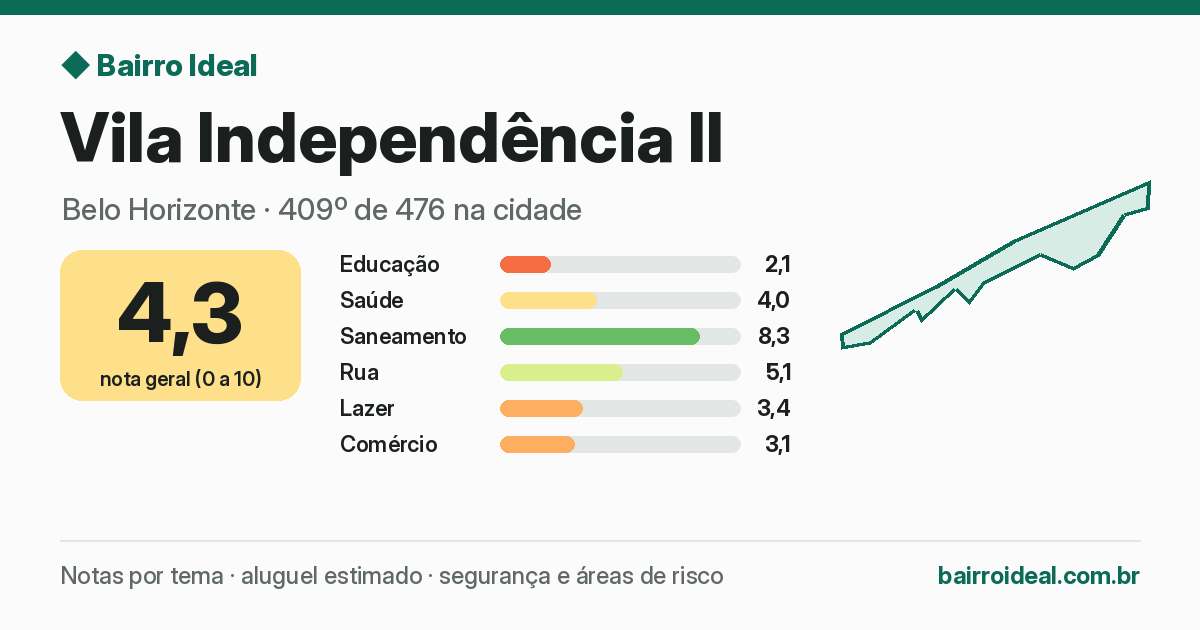 Bairro Ideal
Vila Independência II
Belo Horizonte · 409º de 476 na cidade
4,3
nota geral (0 a 10)
Educação 2,1
Saúde 4,0
Saneamento 8,3
Rua 5,1
Lazer 3,4
Comércio 3,1
Notas por tema · aluguel estimado · segurança e áreas de risco
bairroideal.com.br